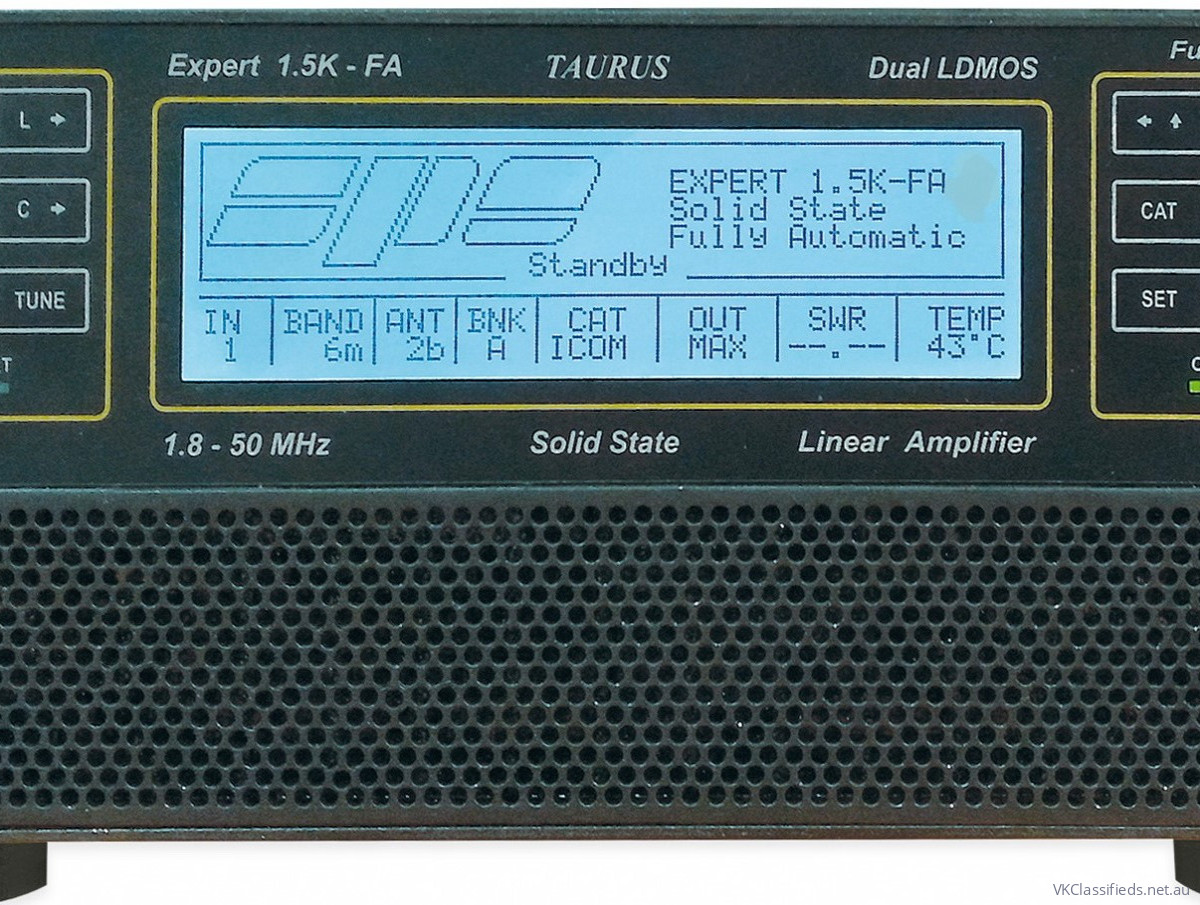 Expert 1.5K - FA TAURUS Dual LDMOS
L
C
TUNE
CAT
SET
EXPERT 1.5K-FA
Solid State
Fully Automatic
Standby
IN BAND ANT BNK CAT OUT SWR TEMP
1 6m 2b A ICOM MAX --.-- 43°C
1.8 - 50 MHz Solid State Linear Amplifier
VKClassifieds.net.au